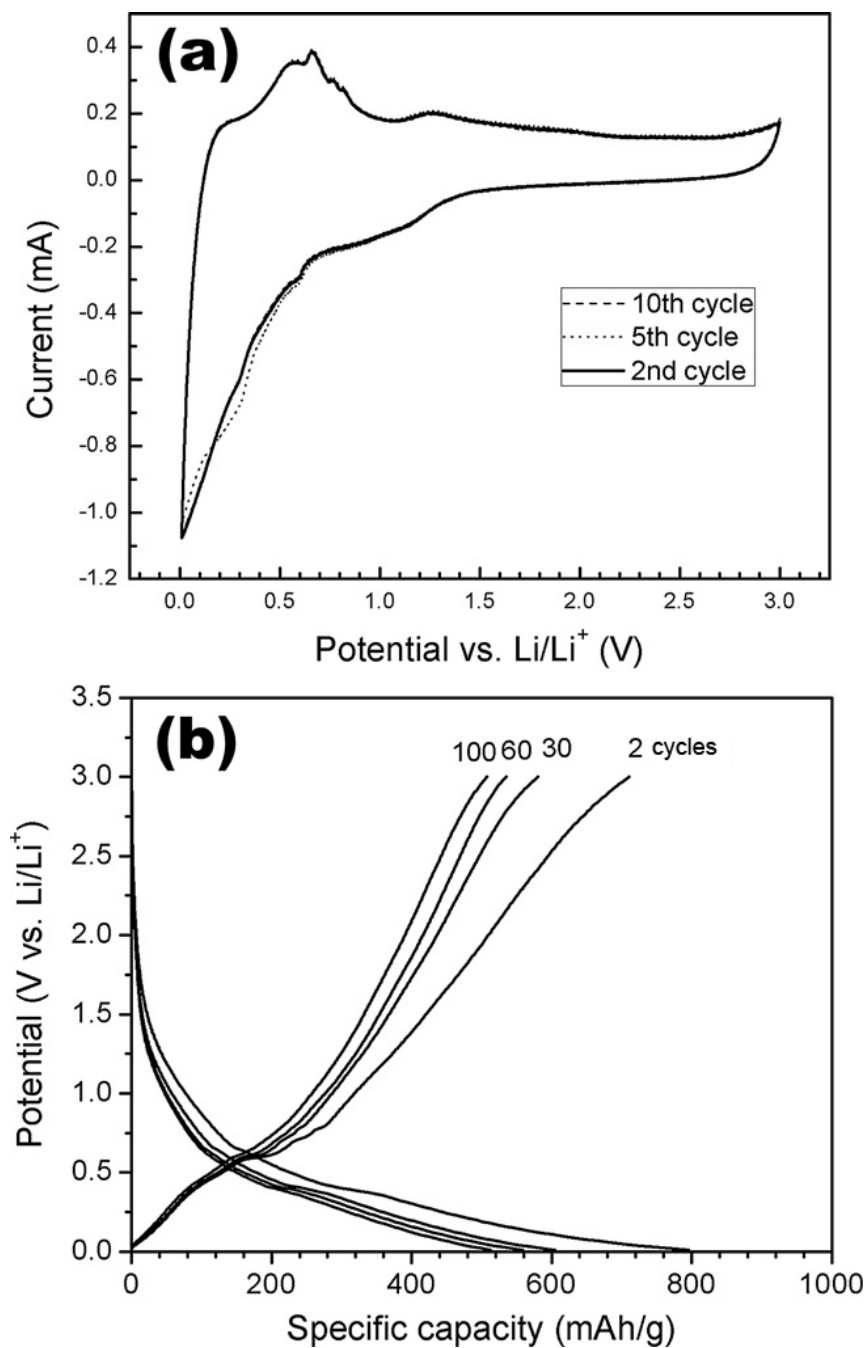 (a)
0.4
0.2
0.0
-0.2
-0.4
-0.6
-0.8
-1.0
-1.2
Current (mA)
10th cycle
5th cycle
2nd cycle
0.0 0.5 1.0 1.5 2.0 2.5 3.0
Potential vs. Li/Li⁺ (V)
(b)
100 60 30 2 cycles
3.5
3.0
2.5
2.0
1.5
1.0
0.5
0.0
Potential (V vs. Li/Li⁺)
0 200 400 600 800 1000
Specific capacity (mAh/g)